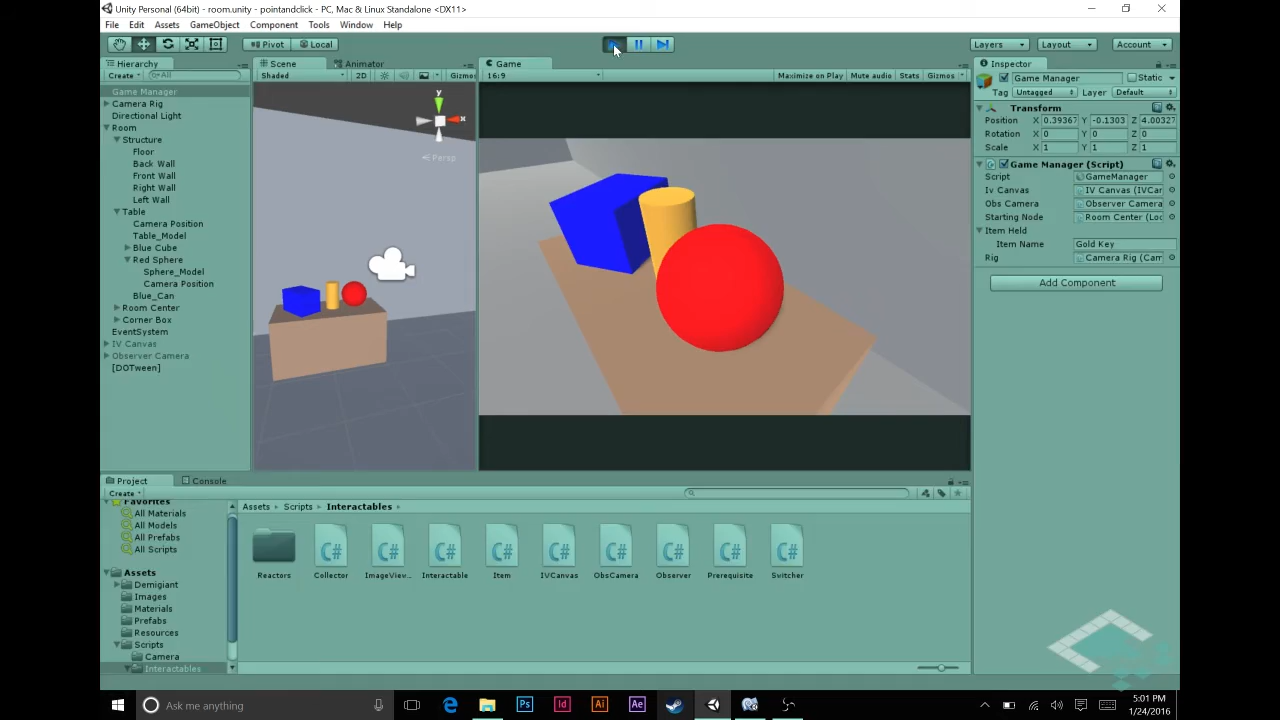 Unity Personal (64bit) - room.unity - pointandclick - PC, Mac & Linux Standalone <DX11>
File Edit Assets GameObject Component Tools Window Help
Pivot Local Layers Layout Account
Hierarchy
Create All
Game Manager
Camera Rig
Directional Light
Room
Structure
Floor
Back Wall
Front Wall
Right Wall
Left Wall
Table
Camera Position
Table_Model
Blue Cube
Red Sphere
Sphere_Model
Camera Position
Blue_Can
Room Center
Corner Box
EventSystem
IV Canvas
Observer Camera
[DOTween]
Scene Animator
Shaded 2D Gizmos
y
x
Persp
Game
16:9 Maximize on Play Mute audio Stats Gizmos
Inspector
Game Manager Static
Tag Untagged Layer Default
Transform
Position X 0.39367 Y -0.1303 Z 4.00327
Rotation X 0 Y 0 Z 0
Scale X 1 Y 1 Z 1
Game Manager (Script)
Script GameManager
Iv Canvas IV Canvas (IVCar
Obs Camera Observer Camera
Starting Node Room Center (Loc
Item Held
Item Name Gold Key
Rig Camera Rig (Cam
Add Component
Project Console
Create
Favorites
All Materials
All Models
All Prefabs
All Scripts
Assets
Demigiant
Images
Materials
Prefabs
Resources
Scripts
Camera
Interactables
Assets Scripts Interactables
Reactors Collector ImageView... Interactable Item IVCanvas ObsCamera Observer Prerequisite Switcher
C# C# C# C# C# C# C# C# C#
Ask me anything
Ps Id Ai Ae
5:01 PM
1/24/2016